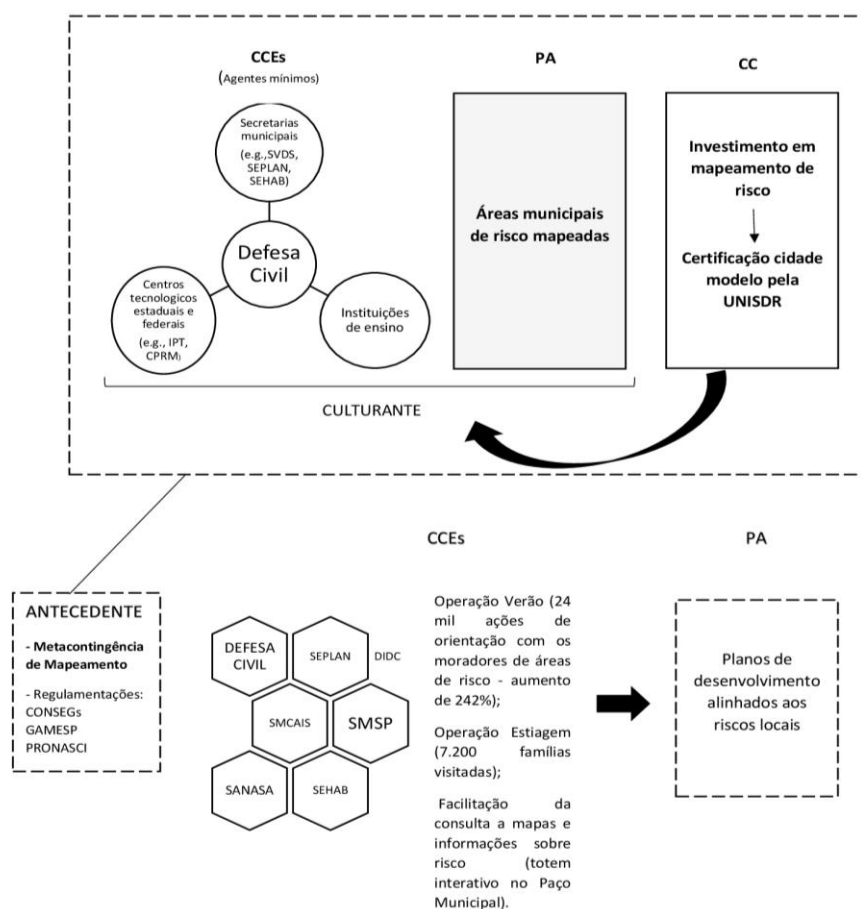 CCEs
(Agentes mínimos)
PA
CC
Secretarias
municipais
(e.g.,SVDS,
SEPLAN,
SEHAB)
Defesa
Civil
Centros
tecnologicos
estaduais e
federais
(e.g., IPT,
CPRM)
Instituições
de ensino
Áreas municipais
de risco mapeadas
Investimento em
mapeamento de
risco
Certificação cidade
modelo pela
UNISDR
CULTURANTE
CCEs
PA
ANTECEDENTE
- Metacontingência
de Mapeamento
- Regulamentações:
CONSEGs
GAMESP
PRONASCI
DEFESA
CIVIL
SEPLAN
DIDC
SMCAIS
SMSP
SANASA
SEHAB
Operação Verão (24
mil ações de
orientação com os
moradores de áreas
de risco - aumento
de 242%);
Operação Estiagem
(7.200 famílias
visitadas);
Facilitação da
consulta a mapas e
informações sobre
risco (totem
interativo no Paço
Municipal).
Planos de
desenvolvimento
alinhados aos
riscos locais